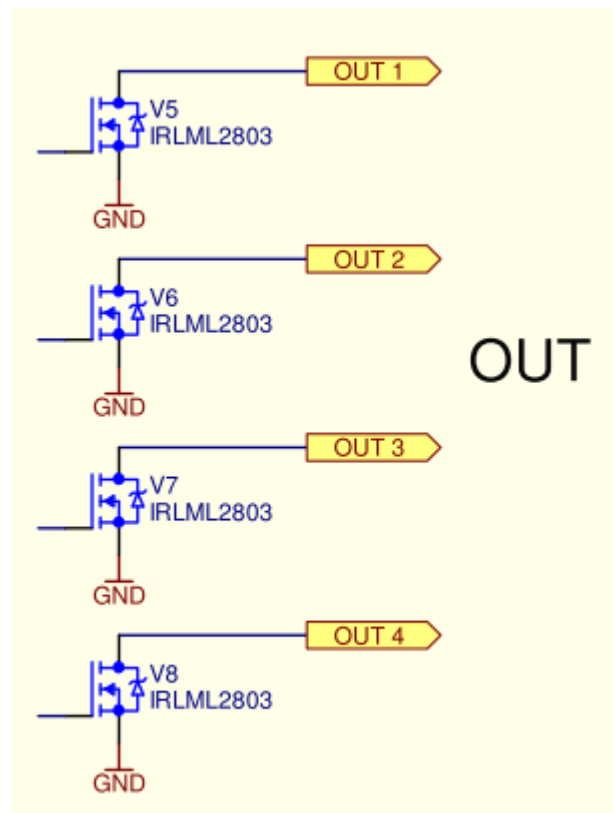 OUT 1
V5
IRLML2803
GND
OUT 2
V6
IRLML2803
GND
OUT
OUT 3
V7
IRLML2803
GND
OUT 4
V8
IRLML2803
GND